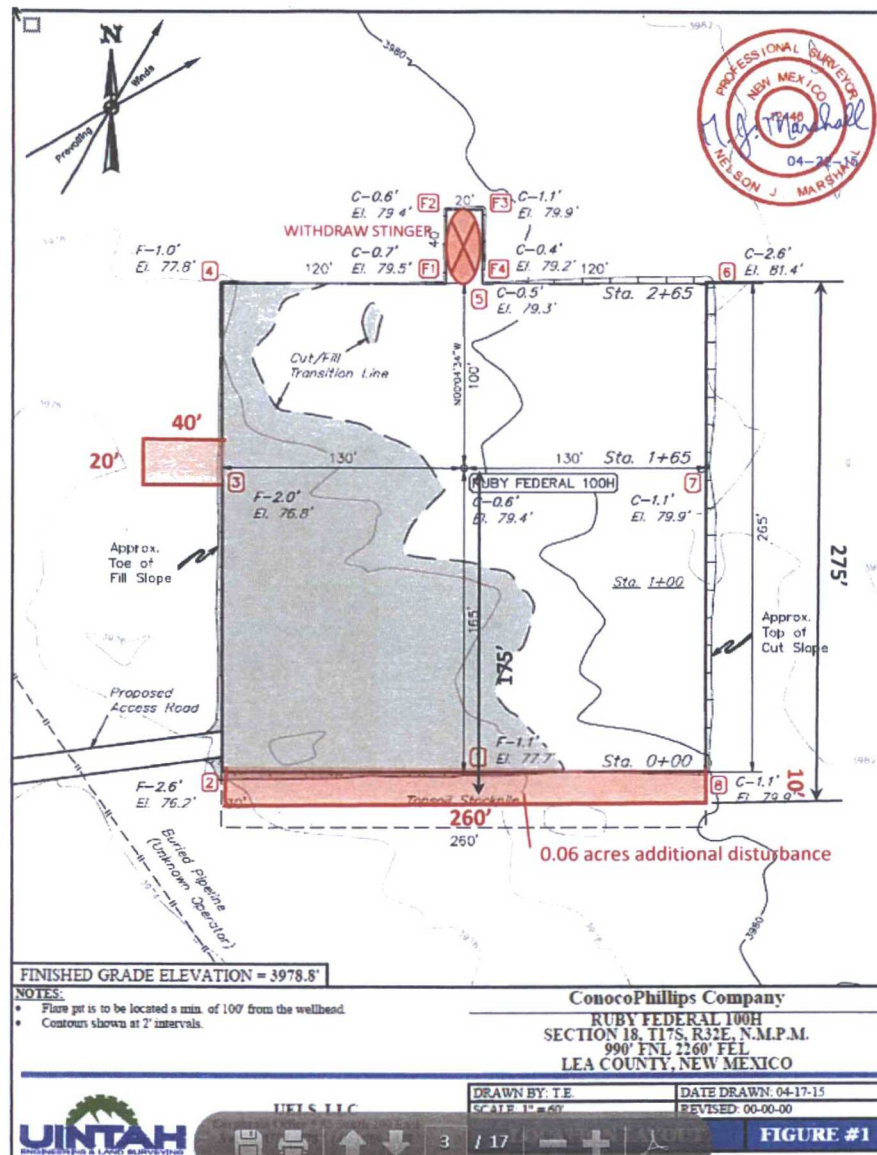 N
Winds
Prevailing
3980
3982
PROFESSIONAL SURVEYOR
NEW MEXICO
N. J. Marshall
04-22-15
NELSON J MARSHALL
C-0.6'
El. 79.4'
F2
20'
F3
C-1.1'
El. 79.9'
WITHDRAW STINGER
40'
F-1.0'
El. 77.8'
4
C-0.7'
El. 79.5'
F1
F4
C-0.4'
El. 79.2'
C-2.6'
El. 81.4'
6
120'
120'
5
C-0.5'
El. 79.3'
Sta. 2+65
Cut/Fill
Transition Line
N00°04'34"W
100'
40'
20'
130'
130'
Sta. 1+65
3
RUBY FEDERAL 100H
7
F-2.0'
El. 76.8'
C-0.6'
El. 79.4'
C-1.1'
El. 79.9'
265'
275'
Approx.
Toe of
Fill Slope
Sta. 1+00
165'
175'
Approx.
Top of
Cut Slope
Proposed
Access Road
1
F-1.1'
El. 77.7'
Sta. 0+00
3982
2
F-2.6'
El. 76.2'
8
C-1.1'
El. 79.9'
10'
Topsoil Stockpile
260'
260'
0.06 acres additional disturbance
Buried Pipeline
(Unknown Operator)
3978
3980
FINISHED GRADE ELEVATION = 3978.8'
NOTES:
• Flare pit is to be located a min. of 100' from the wellhead.
• Contours shown at 2' intervals.
ConocoPhillips Company
RUBY FEDERAL 100H
SECTION 18, T17S, R32E, N.M.P.M.
990' FNL 2260' FEL
LEA COUNTY, NEW MEXICO
DRAWN BY: T.E.
DATE DRAWN: 04-17-15
SCALE: 1" = 60'
REVISED: 00-00-00
UELS, LLC
UINTAH
ENGINEERING & LAND SURVEYING
3 / 17
FIGURE #1